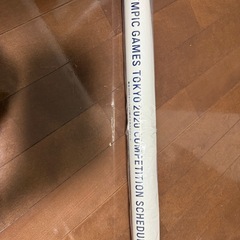 MPIC GAMES TOKYO 2020 COMPETITION SCHEDU